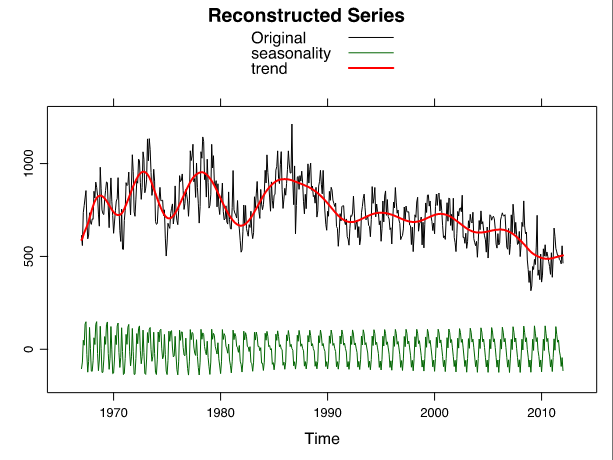 Reconstructed Series
Original
seasonality
trend
1000
500
0
1970 1980 1990 2000 2010
Time